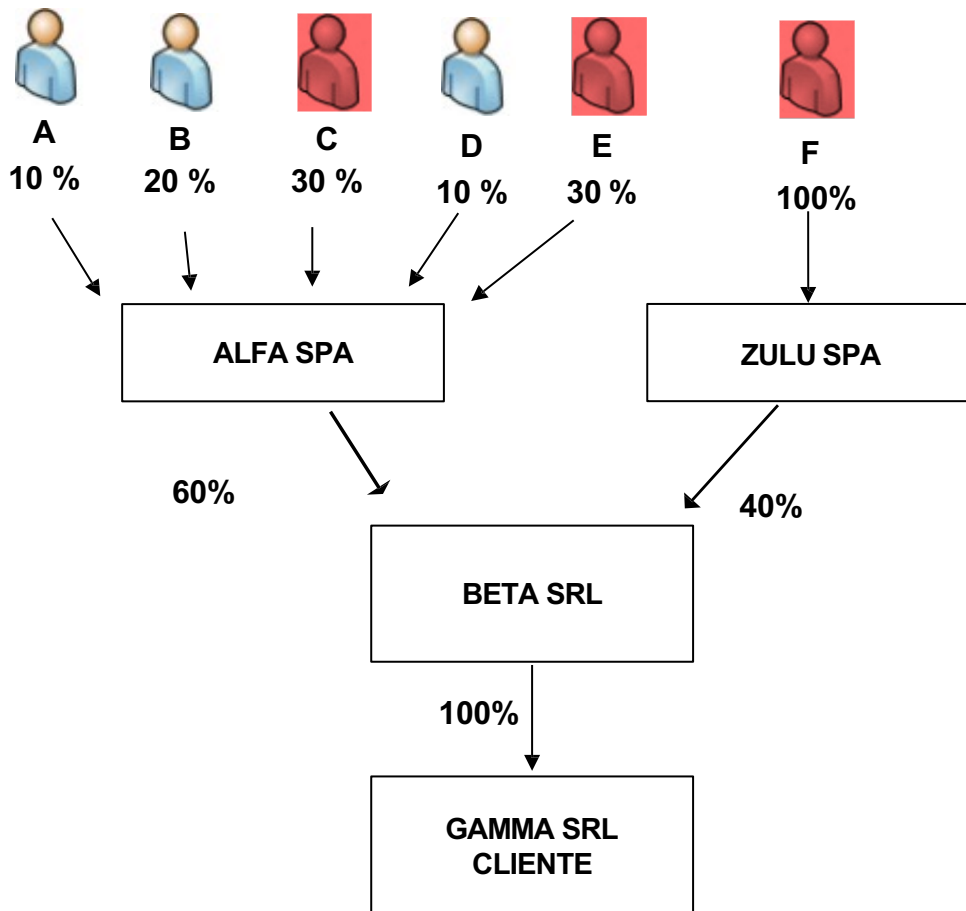 A
B
C
D
E
F
10 %
20 %
30 %
10 %
30 %
100%
ALFA SPA
ZULU SPA
60%
40%
BETA SRL
100%
GAMMA SRL
CLIENTE